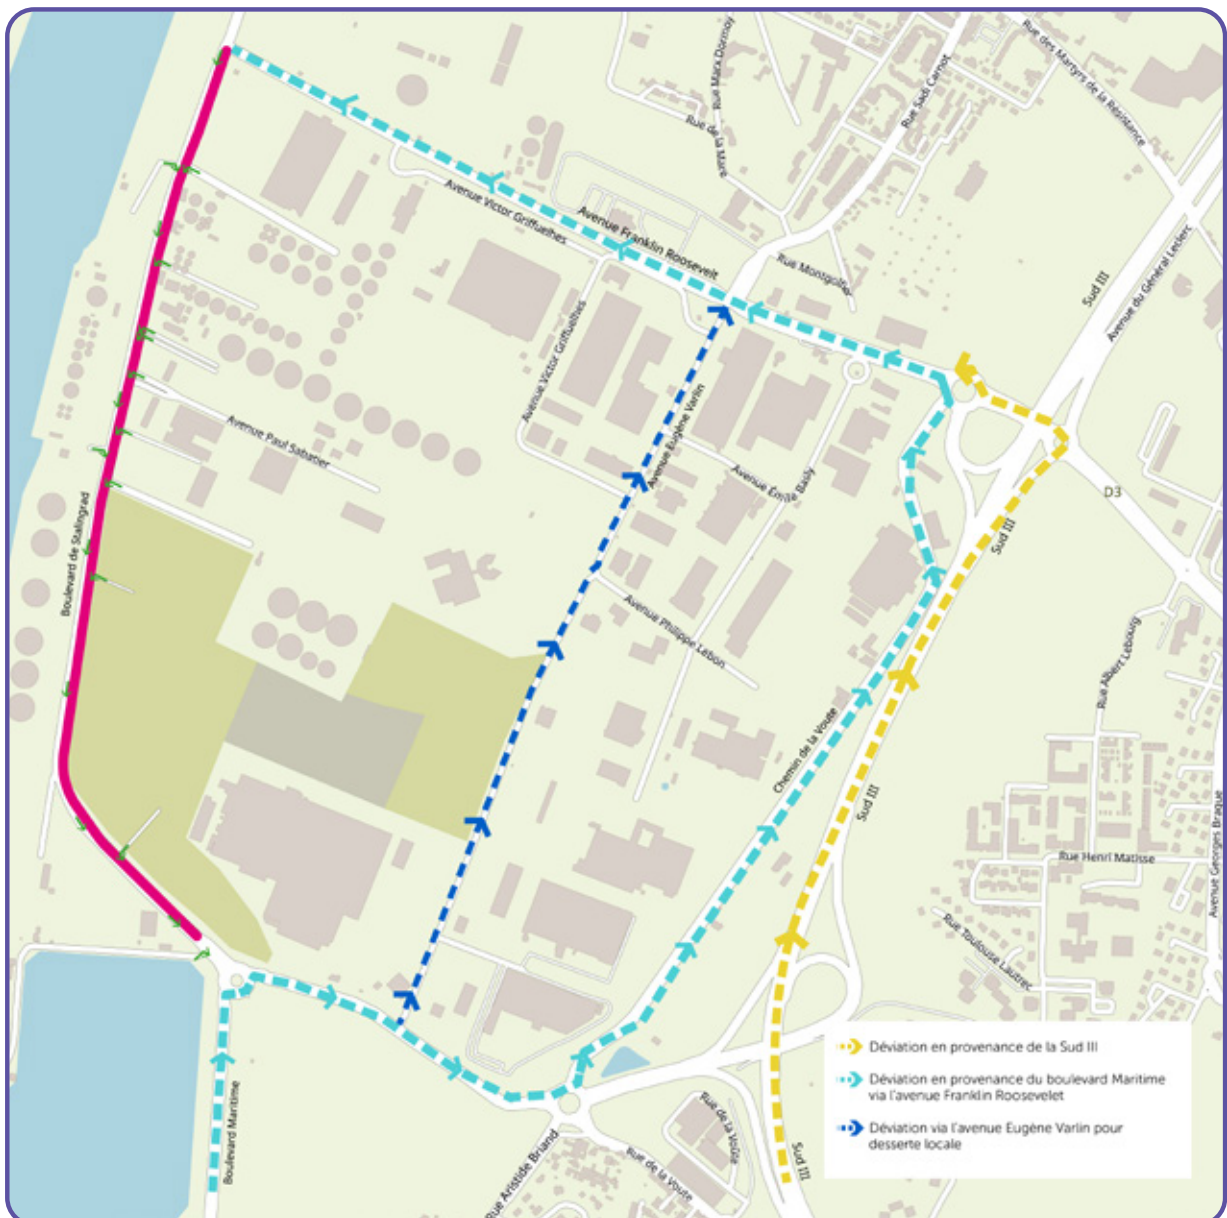 Rue Marx Dormoy
Rue Sadi Carnot
Rue des Martyrs de la Résistance
Rue de la Mare
Avenue Victor Griffuelhes
Avenue Franklin Roosevelt
Rue Montgolfier
Sud III
Avenue du Général Leclerc
Avenue Victor Griffuelhes
Avenue Eugène Varlin
Avenue Paul Sabatier
Avenue Émile Basly
D3
Sud III
Boulevard de Stalingrad
Avenue Philippe Lebon
Rue Albert Lebourg
Chemin de la Voute
Sud III
Rue Henri Matisse
Avenue Georges Braque
Rue Toulouse Lautrec
Boulevard Maritime
Rue Aristide Briand
Rue de la Voute
Rue de la Voute
Sud III
Déviation en provenance de la Sud III
Déviation en provenance du boulevard Maritime
via l'avenue Franklin Roosevelet
Déviation via l'avenue Eugène Varlin pour
desserte locale